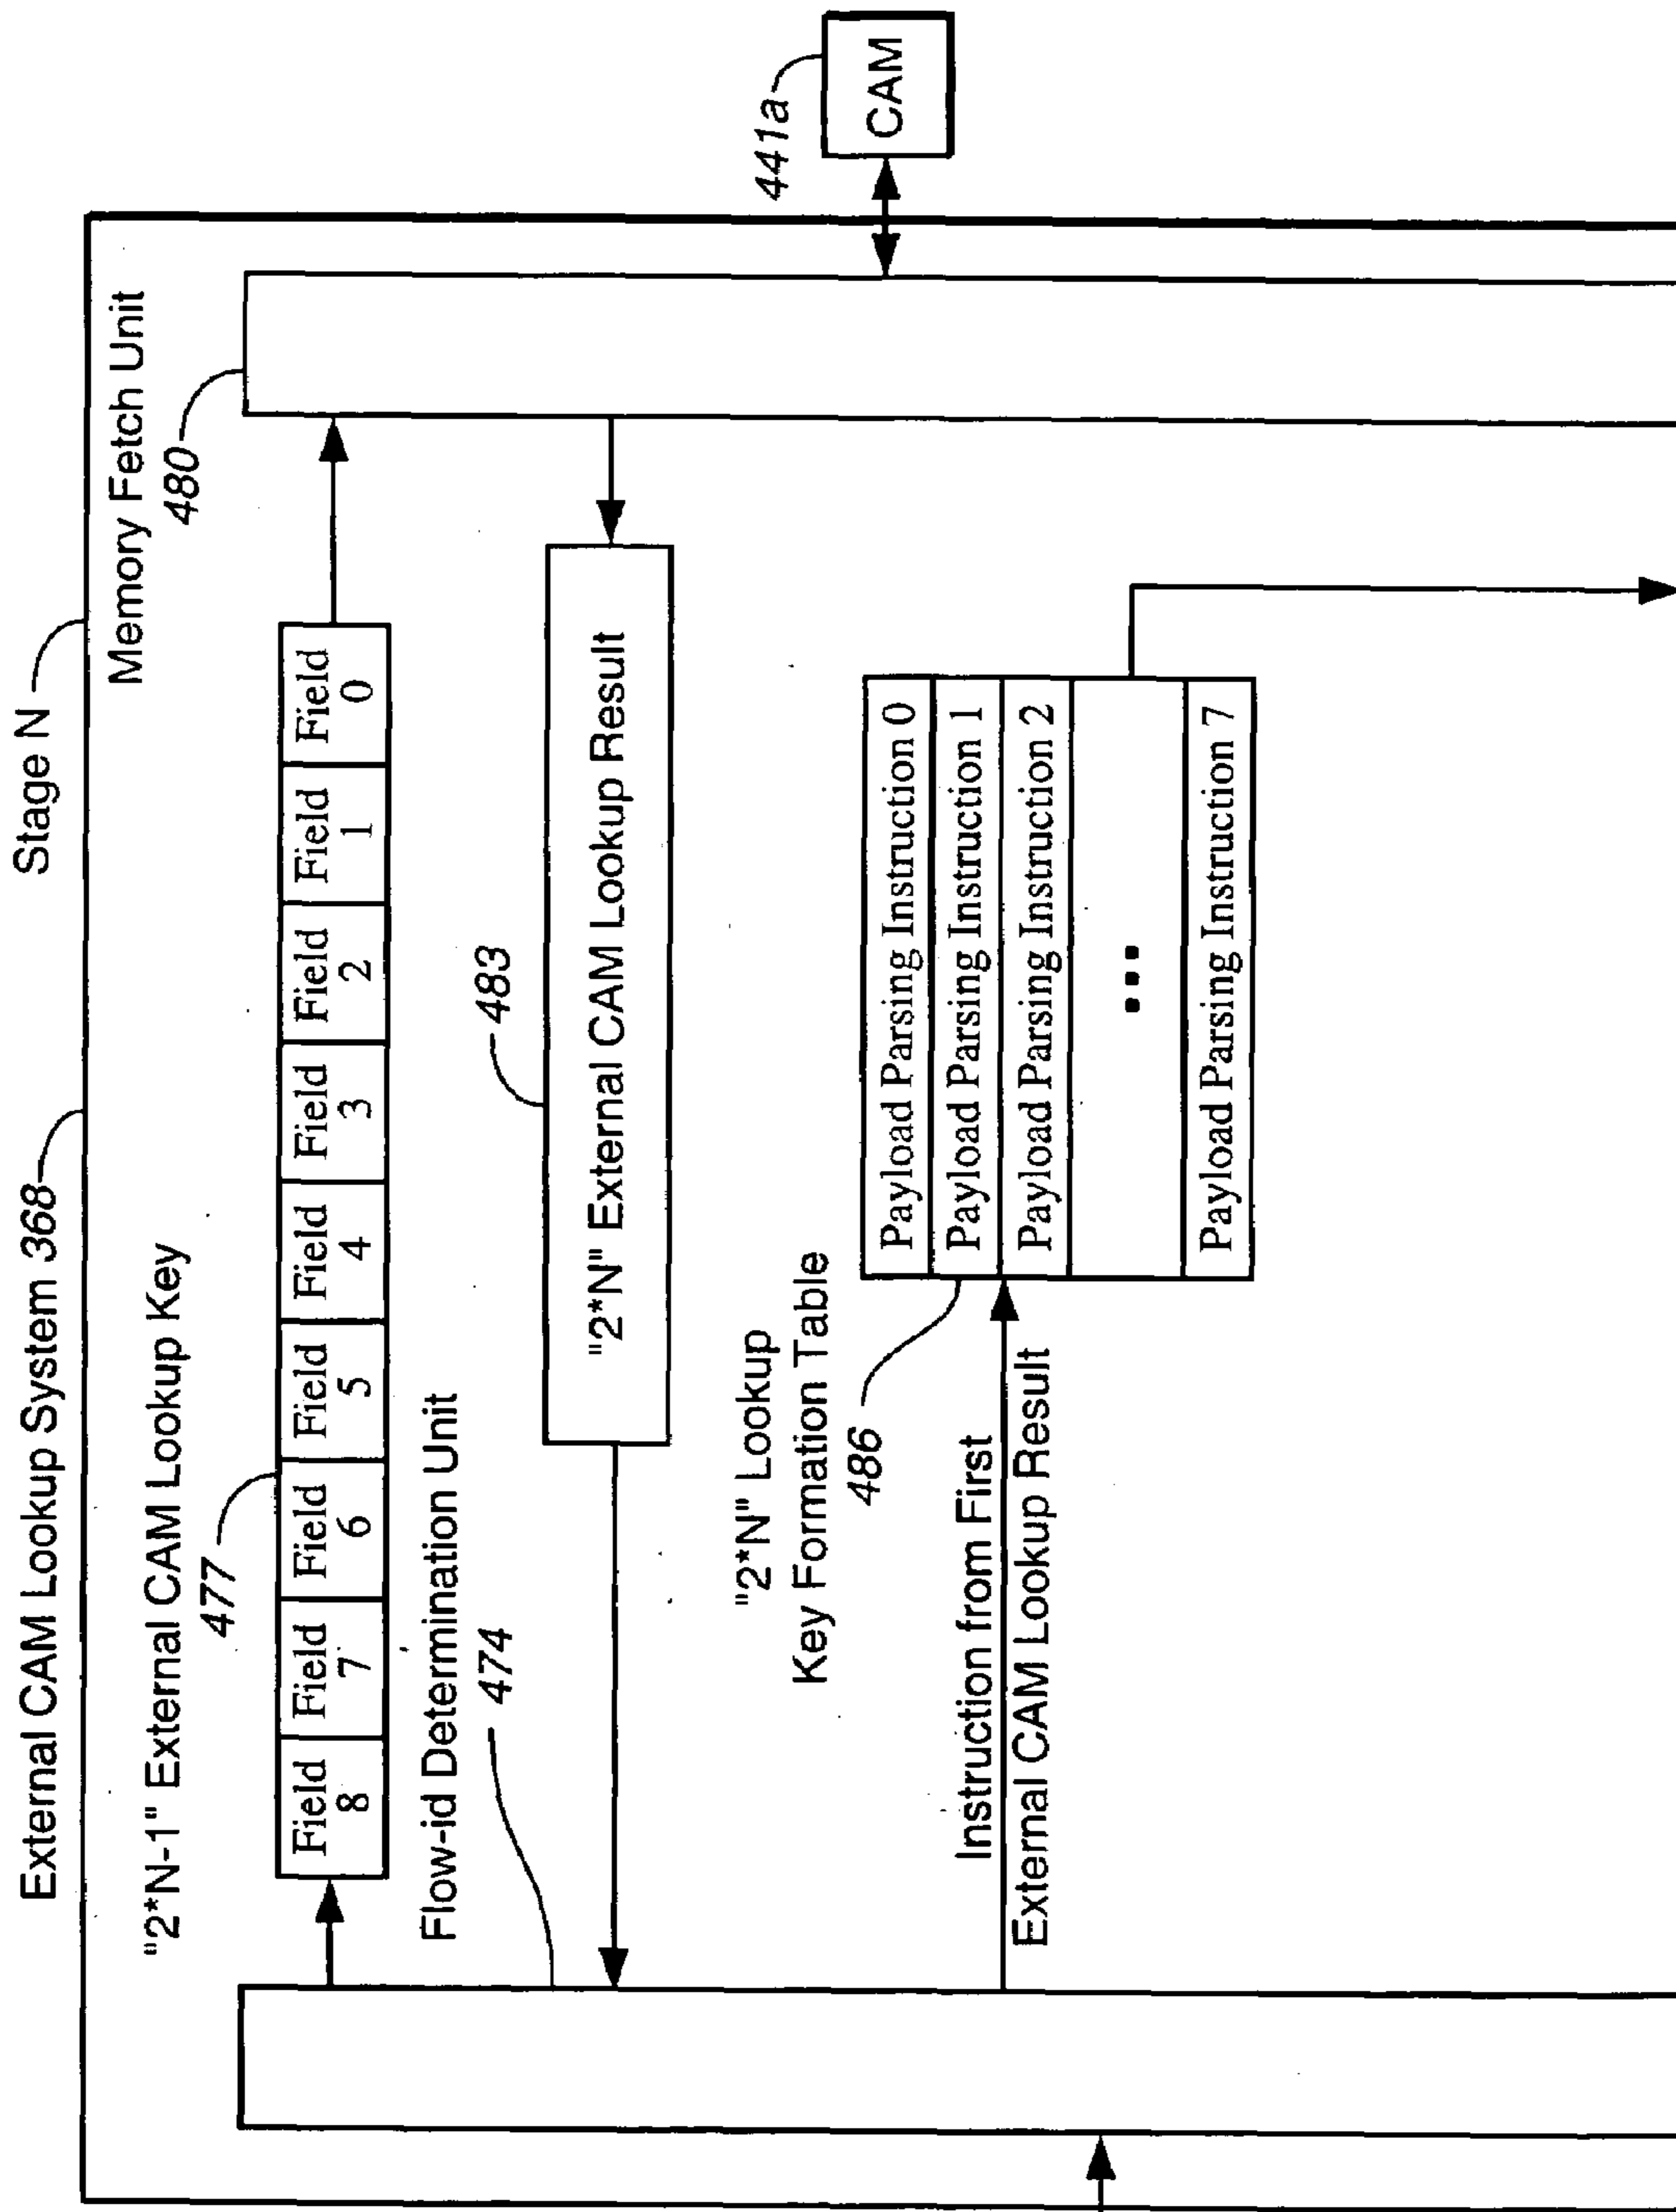 External CAM Lookup System 368
Stage N
"2*N-1" External CAM Lookup Key
477
Memory Fetch Unit
480
Field 8
Field 7
Field 6
Field 5
Field 4
Field 3
Field 2
Field 1
Field 0
Flow-id Determination Unit
474
483
"2*N" External CAM Lookup Result
441a
CAM
"2*N" Lookup
Key Formation Table
486
Instruction from First
External CAM Lookup Result
Payload Parsing Instruction 0
Payload Parsing Instruction 1
Payload Parsing Instruction 2
...
Payload Parsing Instruction 7